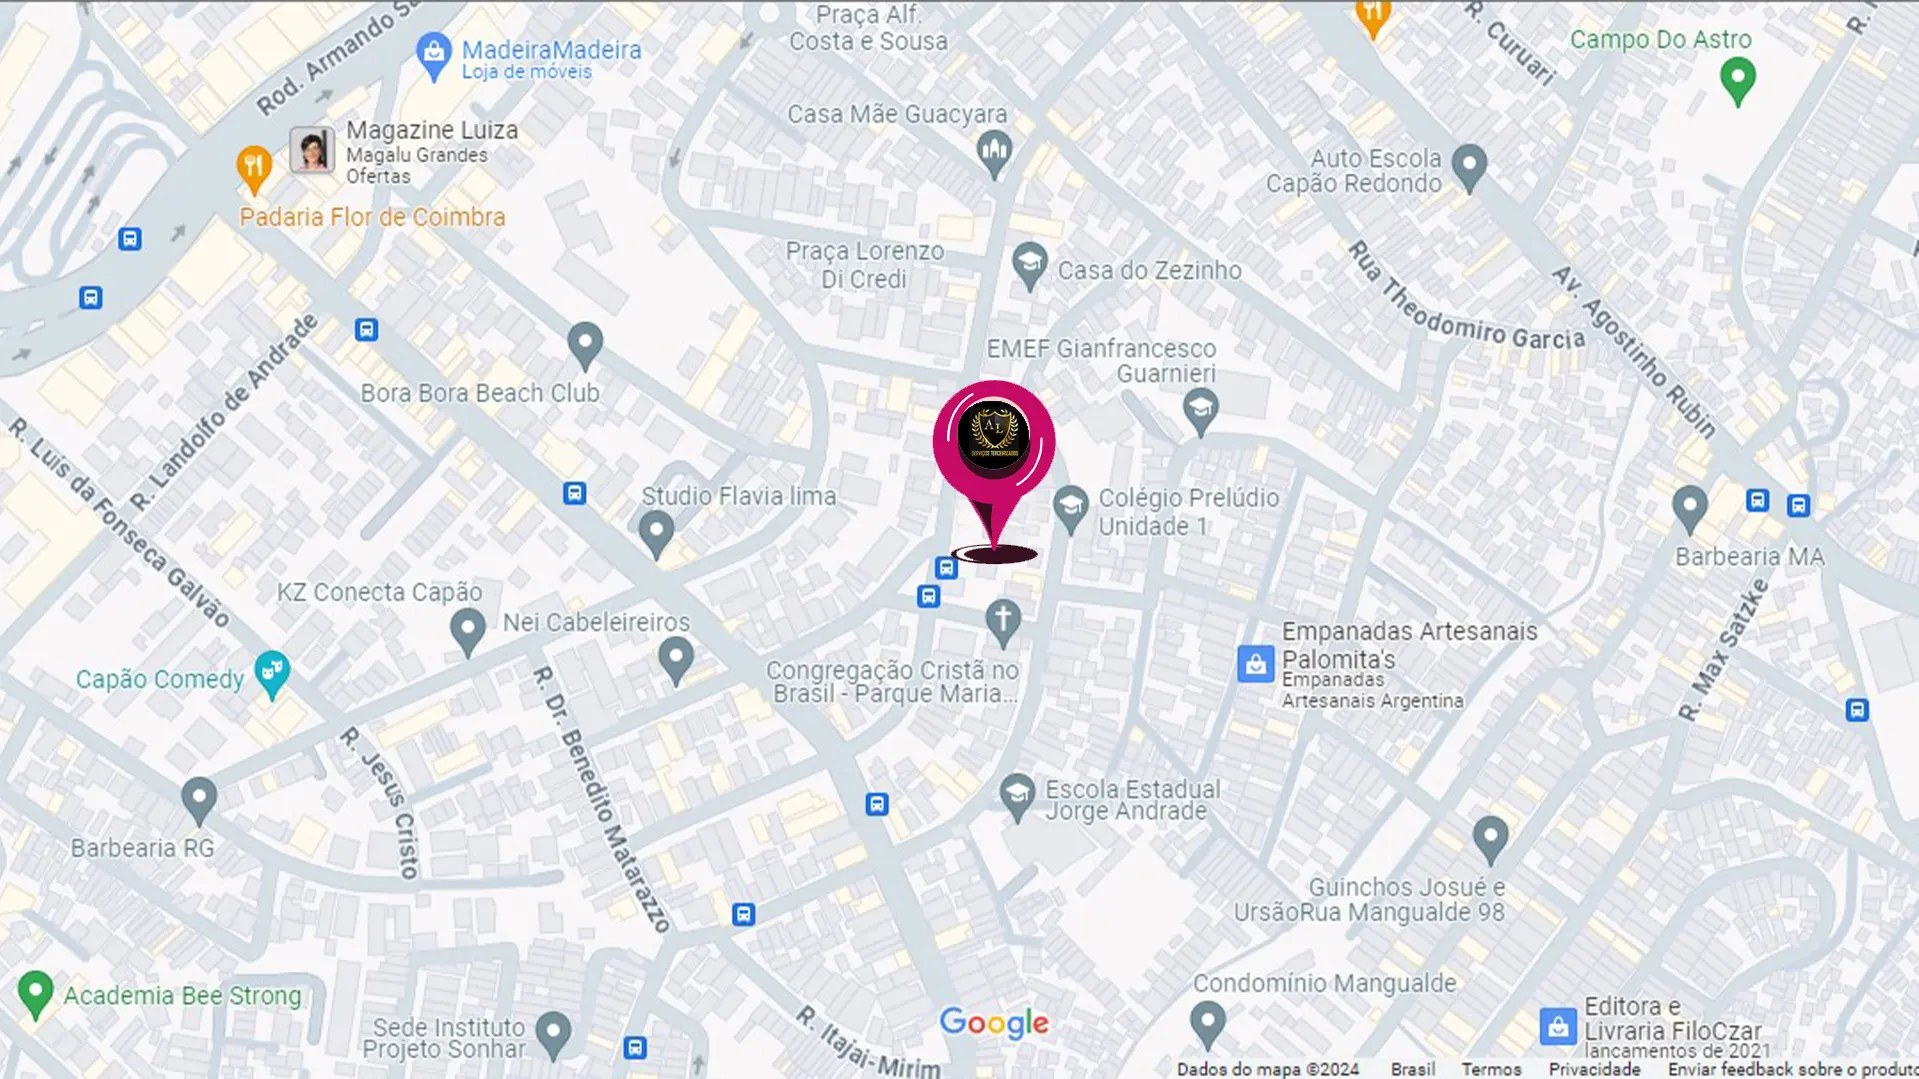 Praça Alf.
Costa e Sousa
R. Curuari
Campo Do Astro
MadeiraMadeira
Loja de móveis
Rod. Armando
Casa Mãe Guacyara
Magazine Luiza
Magalu Grandes
Ofertas
Auto Escola
Capão Redondo
Padaria Flor de Coimbra
Praça Lorenzo
Di Credi
Casa do Zezinho
Rua Theodomiro Garcia
Av. Agostinho Rubin
R. Landolfo de Andrade
EMEF Gianfrancesco
Guarnieri
Bora Bora Beach Club
AL
SERVIÇOS TERCEIRIZADOS
R. Luís da Fonseca Galvão
Studio Flavia lima
Colégio Prelúdio
Unidade 1
Barbearia MA
KZ Conecta Capão
Nei Cabeleireiros
R. Max Satzke
Empanadas Artesanais
Palomita's
Empanadas
Artesanais Argentina
Capão Comedy
Congregação Cristã no
Brasil - Parque Maria...
R. Dr. Benedito Matarazzo
R. Jesus Cristo
Escola Estadual
Jorge Andrade
Barbearia RG
Guinchos Josué e
UrsãoRua Mangualde 98
Condomínio Mangualde
Academia Bee Strong
Editora e
Livraria FiloCzar
lancamentos de 2021
Sede Instituto
Projeto Sonhar
R. Itajaí-Mirim
Google
Dados do mapa ©2024 Brasil Termos Privacidade Enviar feedback sobre o produto